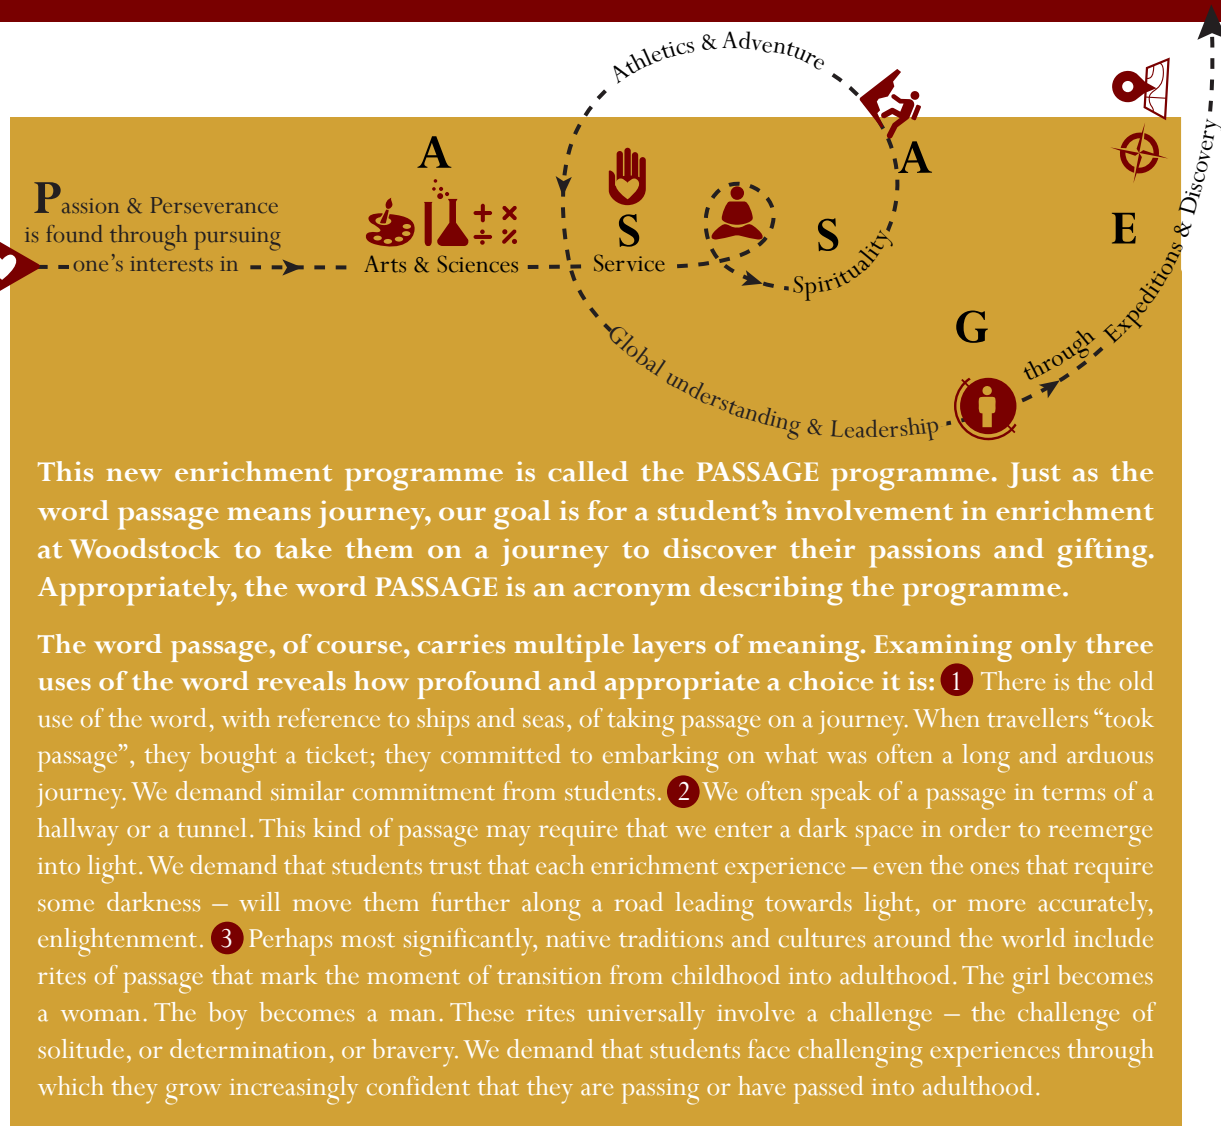 Passion & Perseverance
is found through pursuing
one's interests in
A
Arts & Sciences
S
Service
S
Spirituality
A
Athletics & Adventure
G
Global understanding & Leadership
through
E
Expeditions & Discovery
This new enrichment programme is called the PASSAGE programme. Just as the
word passage means journey, our goal is for a student's involvement in enrichment
at Woodstock to take them on a journey to discover their passions and gifting.
Appropriately, the word PASSAGE is an acronym describing the programme.
The word passage, of course, carries multiple layers of meaning. Examining only three
uses of the word reveals how profound and appropriate a choice it is: 1 There is the old
use of the word, with reference to ships and seas, of taking passage on a journey. When travellers “took
passage”, they bought a ticket; they committed to embarking on what was often a long and arduous
journey. We demand similar commitment from students. 2 We often speak of a passage in terms of a
hallway or a tunnel. This kind of passage may require that we enter a dark space in order to reemerge
into light. We demand that students trust that each enrichment experience – even the ones that require
some darkness – will move them further along a road leading towards light, or more accurately,
enlightenment. 3 Perhaps most significantly, native traditions and cultures around the world include
rites of passage that mark the moment of transition from childhood into adulthood. The girl becomes
a woman. The boy becomes a man. These rites universally involve a challenge – the challenge of
solitude, or determination, or bravery. We demand that students face challenging experiences through
which they grow increasingly confident that they are passing or have passed into adulthood.